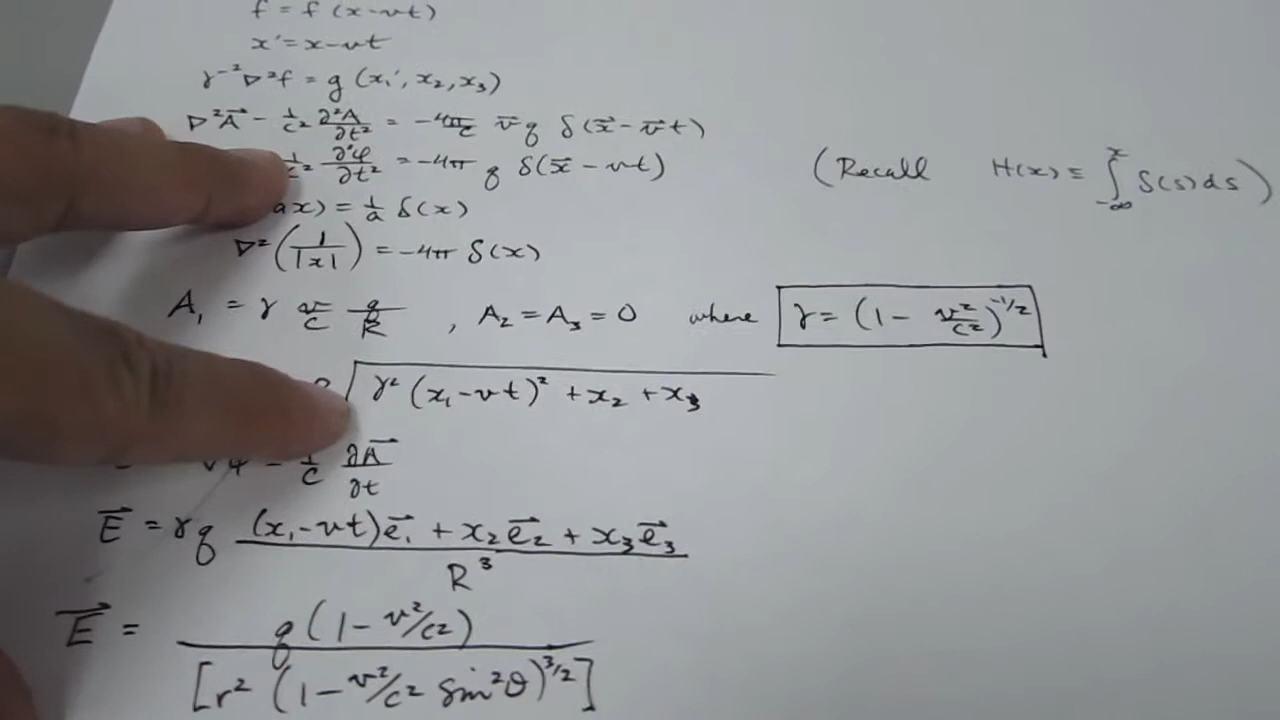 f = f (x-vt)
x' = x-vt
γ⁻²∇²f = g (x₁', x₂, x₃)
∇²A⃗ - 1/c² ∂²A/∂t² = -4π/c v⃗ q δ(x⃗-v⃗t)
1/c² ∂²φ/∂t² = -4π q δ(x⃗ - vt)
(Recall H(x) ≡ ∫_{-∞}^{x} δ(s)ds)
ax) = 1/a δ(x)
∇²(1/|x|) = -4π δ(x)
A₁ = γ v/c q/R , A₂ = A₃ = 0 where γ = (1 - v²/c²)^{-1/2}
√(γ² (x₁-vt)² + x₂ + x₃
1/c ∂A⃗/∂t
E⃗ = γq (x₁-vt)e⃗₁ + x₂e⃗₂ + x₃e⃗₃ / R³
E⃗ = q(1-v²/c²) / [r² (1-v²/c² sin²θ)^{3/2}]